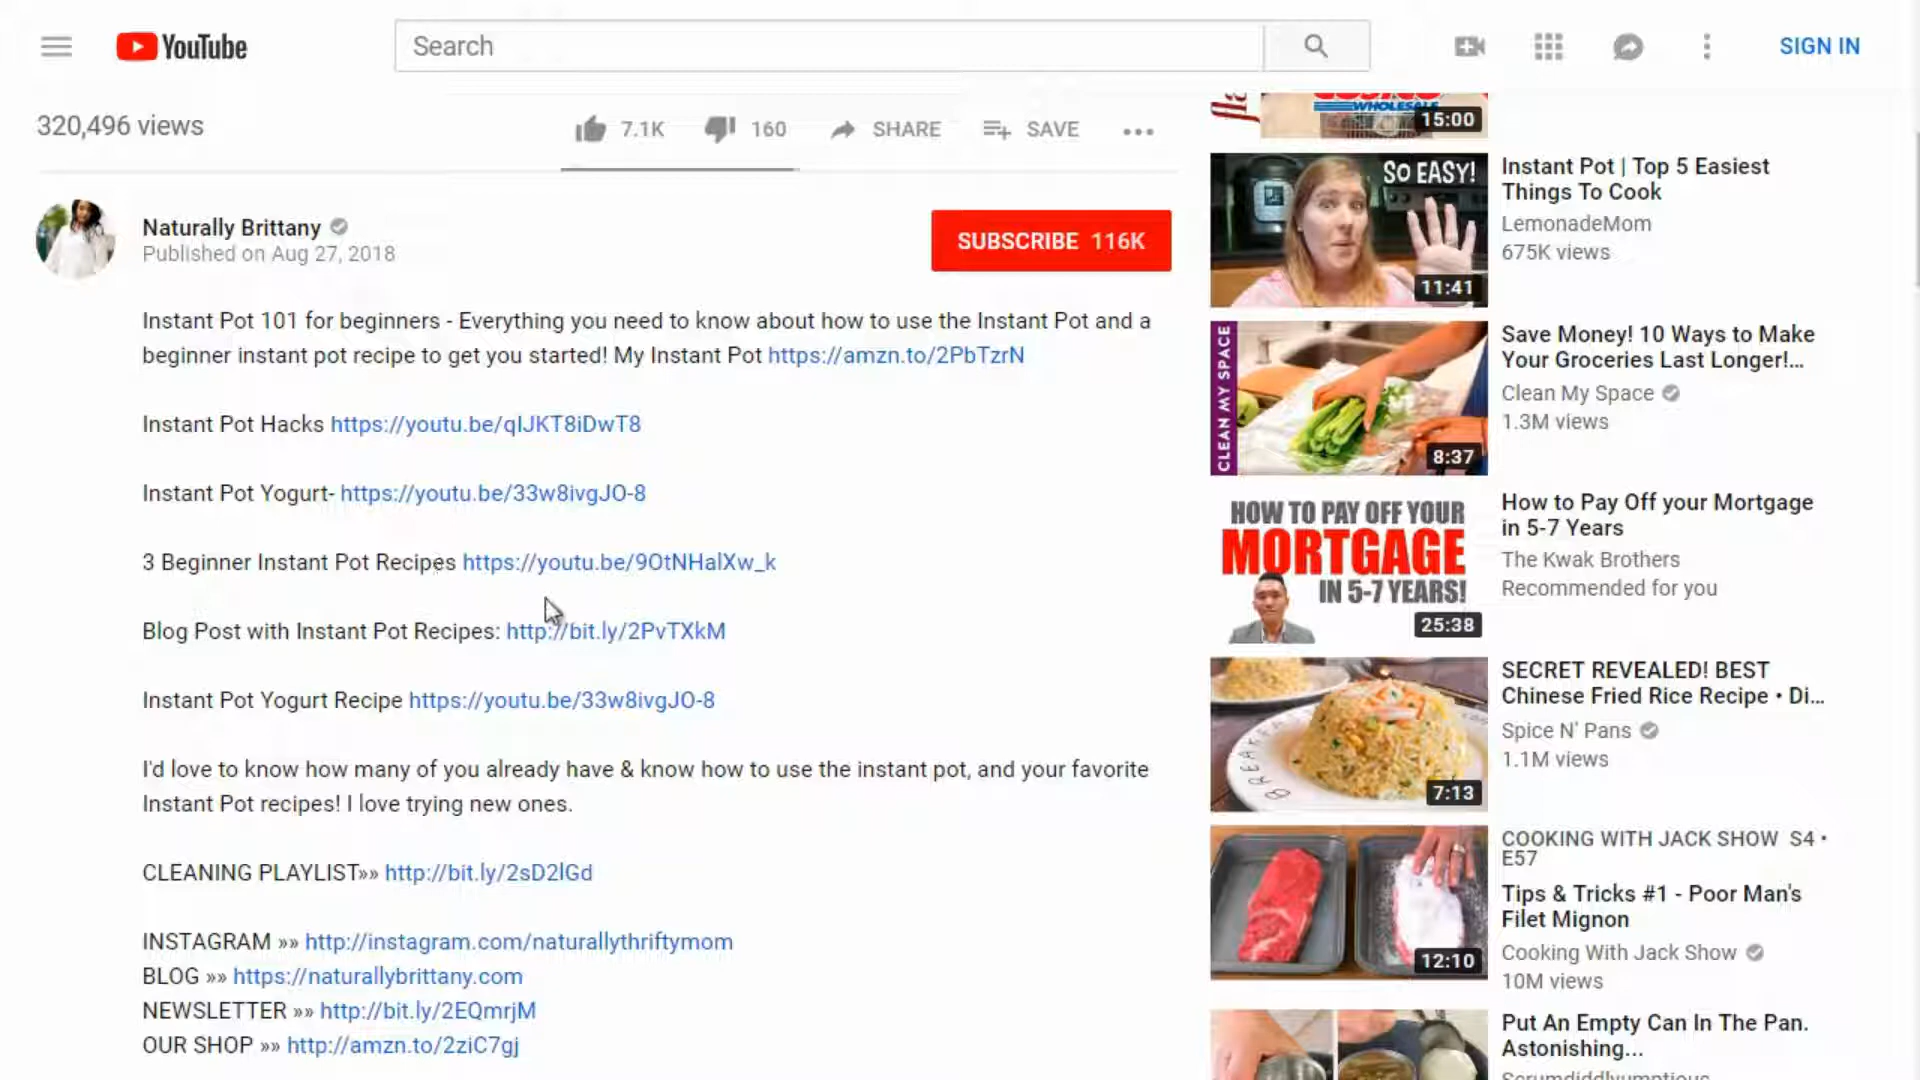 YouTube
Search
SIGN IN
320,496 views
7.1K
160
SHARE
SAVE
Naturally Brittany
Published on Aug 27, 2018
SUBSCRIBE 116K
Instant Pot 101 for beginners - Everything you need to know about how to use the Instant Pot and a
beginner instant pot recipe to get you started! My Instant Pot https://amzn.to/2PbTzrN
Instant Pot Hacks https://youtu.be/qIJKT8iDwT8
Instant Pot Yogurt- https://youtu.be/33w8ivgJO-8
3 Beginner Instant Pot Recipes https://youtu.be/9OtNHalXw_k
Blog Post with Instant Pot Recipes: http://bit.ly/2PvTXkM
Instant Pot Yogurt Recipe https://youtu.be/33w8ivgJO-8
I'd love to know how many of you already have & know how to use the instant pot, and your favorite
Instant Pot recipes! I love trying new ones.
CLEANING PLAYLIST»» http://bit.ly/2sD2lGd
INSTAGRAM »» http://instagram.com/naturallythriftymom
BLOG »» https://naturallybrittany.com
NEWSLETTER »» http://bit.ly/2EQmrjM
OUR SHOP »» http://amzn.to/2ziC7gj
WHOLESALE
15:00
SO EASY!
11:41
Instant Pot | Top 5 Easiest
Things To Cook
LemonadeMom
675K views
CLEAN MY SPACE
8:37
Save Money! 10 Ways to Make
Your Groceries Last Longer!...
Clean My Space
1.3M views
HOW TO PAY OFF YOUR
MORTGAGE
IN 5-7 YEARS!
25:38
How to Pay Off your Mortgage
in 5-7 Years
The Kwak Brothers
Recommended for you
7:13
SECRET REVEALED! BEST
Chinese Fried Rice Recipe • Di...
Spice N' Pans
1.1M views
12:10
COOKING WITH JACK SHOW S4 •
E57
Tips & Tricks #1 - Poor Man's
Filet Mignon
Cooking With Jack Show
10M views
Put An Empty Can In The Pan.
Astonishing...
Scrumdiddlyumptious